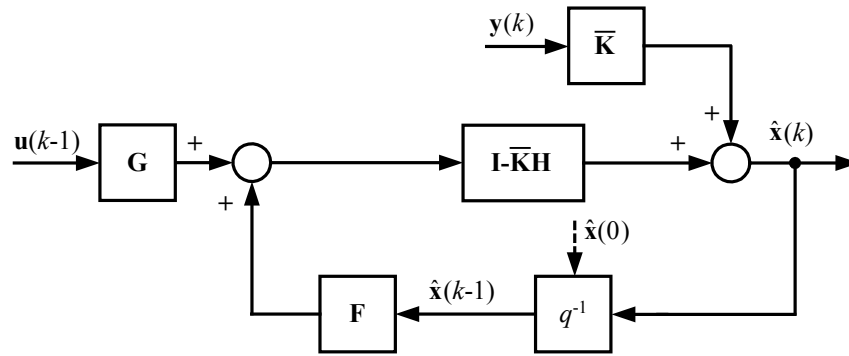 y(k)
K̅
+
u(k-1)
G
+
I-K̅H
+
x̂(k)
+
x̂(0)
F
x̂(k-1)
q⁻¹